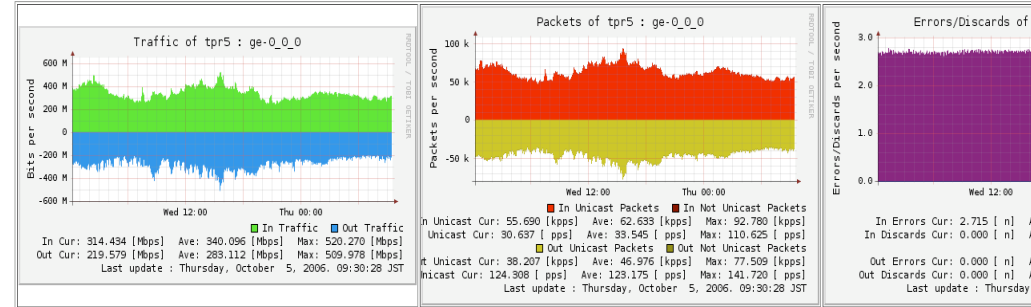 Traffic of tpr5 : ge-0_0_0
RRDTOOL / TOBI OETIKER
Bits per second
600 M
400 M
200 M
0
-200 M
-400 M
-600 M
Wed 12:00 Thu 00:00
In Traffic Out Traffic
In Cur: 314.434 [Mbps] Ave: 340.096 [Mbps] Max: 520.270 [Mbps]
Out Cur: 219.579 [Mbps] Ave: 283.112 [Mbps] Max: 509.978 [Mbps]
Last update : Thursday, October 5, 2006. 09:30:28 JST
Packets of tpr5 : ge-0_0_0
RRDTOOL / TOBI OETIKER
Packets per second
100 k
50 k
0
-50 k
Wed 12:00 Thu 00:00
In Unicast Packets In Not Unicast Packets
In Unicast Cur: 55.690 [kpps] Ave: 62.633 [kpps] Max: 92.780 [kpps]
Unicast Cur: 30.637 [ pps] Ave: 33.545 [ pps] Max: 110.625 [ pps]
Out Unicast Packets Out Not Unicast Packets
Unicast Cur: 38.207 [kpps] Ave: 46.976 [kpps] Max: 77.509 [kpps]
Unicast Cur: 124.308 [ pps] Ave: 123.175 [ pps] Max: 141.720 [ pps]
Last update : Thursday, October 5, 2006. 09:30:28 JST
Errors/Discards of
Errors/Discards per second
3.0
2.0
1.0
0.0
Wed 12:00
In Errors Cur: 2.715 [ n]
In Discards Cur: 0.000 [ n]
Out Errors Cur: 0.000 [ n]
Out Discards Cur: 0.000 [ n]
Last update : Thursday